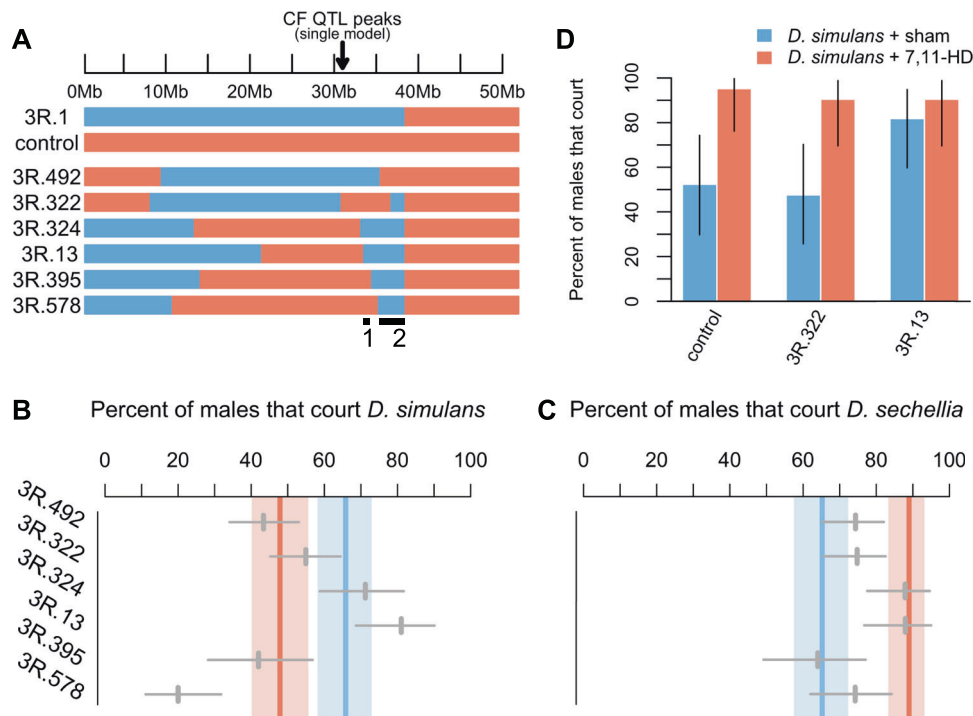 A
CF QTL peaks
(single model)
0Mb 10Mb 20Mb 30Mb 40Mb 50Mb
3R.1
control
3R.492
3R.322
3R.324
3R.13
3R.395
3R.578
1 2
D
D. simulans + sham
D. simulans + 7,11-HD
Percent of males that court
0 20 40 60 80 100
control
3R.322
3R.13
B
Percent of males that court D. simulans
0 20 40 60 80 100
3R.492
3R.322
3R.324
3R.13
3R.395
3R.578
C
Percent of males that court D. sechellia
0 20 40 60 80 100